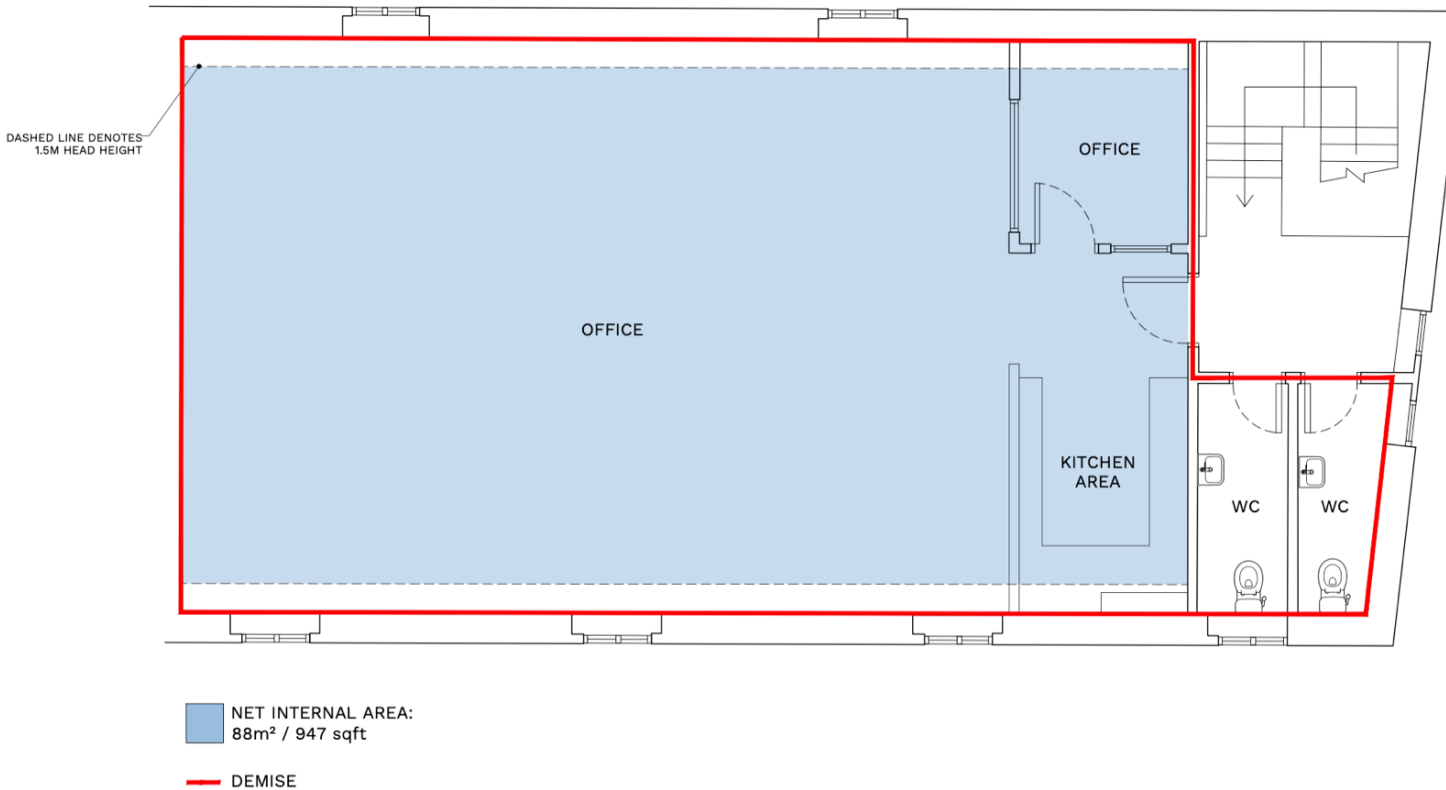 DASHED LINE DENOTES
1.5M HEAD HEIGHT
OFFICE
OFFICE
KITCHEN
AREA
WC
WC
NET INTERNAL AREA:
88m² / 947 sqft
DEMISE